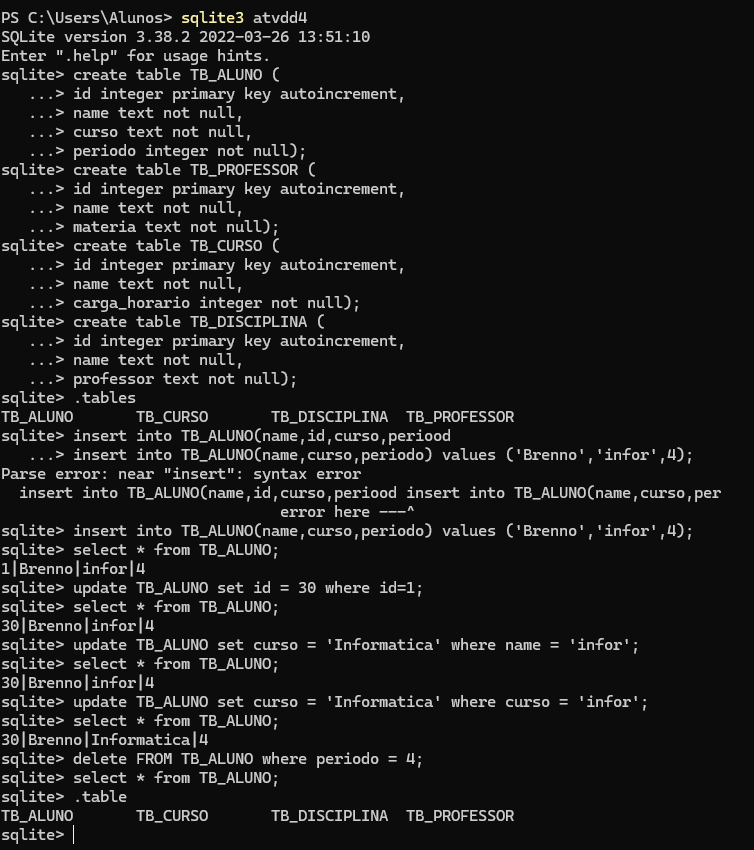 PS C:\Users\Alunos> sqlite3 atvdd4
SQLite version 3.38.2 2022-03-26 13:51:10
Enter ".help" for usage hints.
sqlite> create table TB_ALUNO (
   ...> id integer primary key autoincrement,
   ...> name text not null,
   ...> curso text not null,
   ...> periodo integer not null);
sqlite> create table TB_PROFESSOR (
   ...> id integer primary key autoincrement,
   ...> name text not null,
   ...> materia text not null);
sqlite> create table TB_CURSO (
   ...> id integer primary key autoincrement,
   ...> name text not null,
   ...> carga_horario integer not null);
sqlite> create table TB_DISCIPLINA (
   ...> id integer primary key autoincrement,
   ...> name text not null,
   ...> professor text not null);
sqlite> .tables
TB_ALUNO       TB_CURSO       TB_DISCIPLINA  TB_PROFESSOR
sqlite> insert into TB_ALUNO(name,id,curso,periood
   ...> insert into TB_ALUNO(name,curso,periodo) values ('Brenno','infor',4);
Parse error: near "insert": syntax error
  insert into TB_ALUNO(name,id,curso,periood insert into TB_ALUNO(name,curso,per
                               error here ---^
sqlite> insert into TB_ALUNO(name,curso,periodo) values ('Brenno','infor',4);
sqlite> select * from TB_ALUNO;
1|Brenno|infor|4
sqlite> update TB_ALUNO set id = 30 where id=1;
sqlite> select * from TB_ALUNO;
30|Brenno|infor|4
sqlite> update TB_ALUNO set curso = 'Informatica' where name = 'infor';
sqlite> select * from TB_ALUNO;
30|Brenno|infor|4
sqlite> update TB_ALUNO set curso = 'Informatica' where curso = 'infor';
sqlite> select * from TB_ALUNO;
30|Brenno|Informatica|4
sqlite> delete FROM TB_ALUNO where periodo = 4;
sqlite> select * from TB_ALUNO;
sqlite> .table
TB_ALUNO       TB_CURSO       TB_DISCIPLINA  TB_PROFESSOR
sqlite>